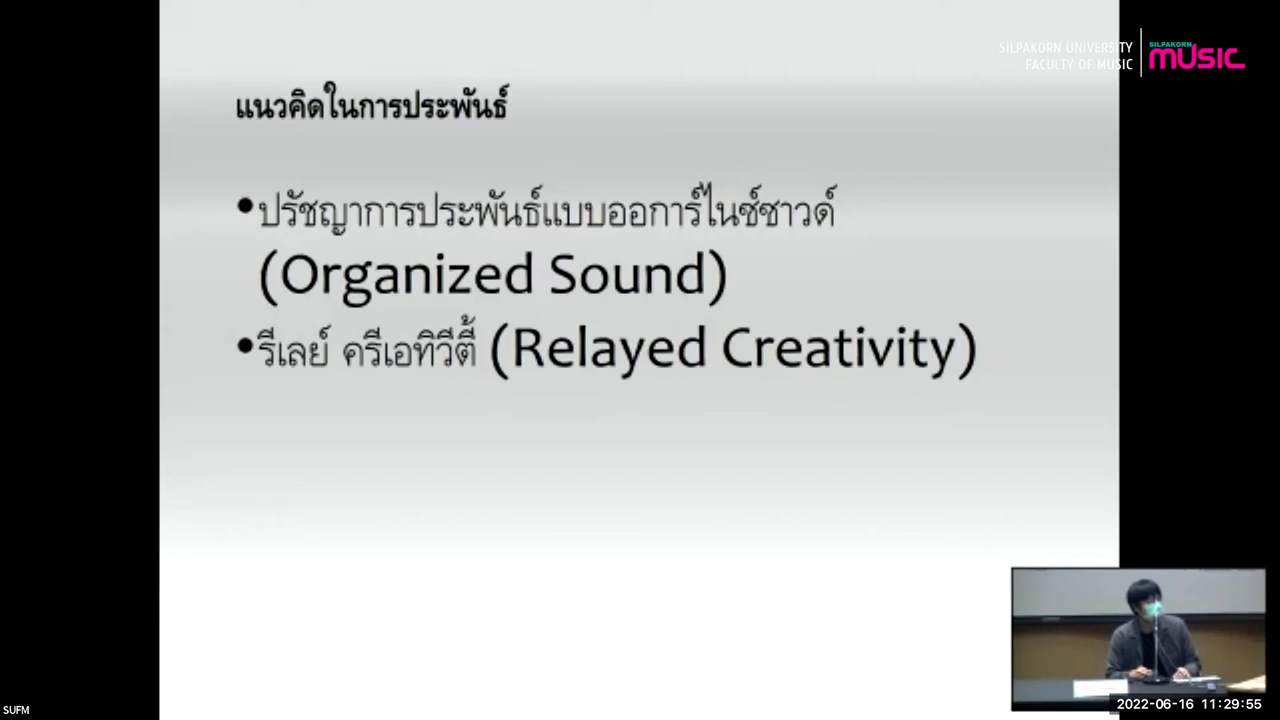 SILPAKORN UNIVERSITY
FACULTY OF MUSIC
SILPAKORN
MUSIC
แนวคิดในการประพันธ์
•ปรัชญาการประพันธ์แบบออการ์ไนซ์ซาวด์
(Organized Sound)
•รีเลย์ ครีเอทิวีตี้ (Relayed Creativity)
SUFM
2022-06-16 11:29:55